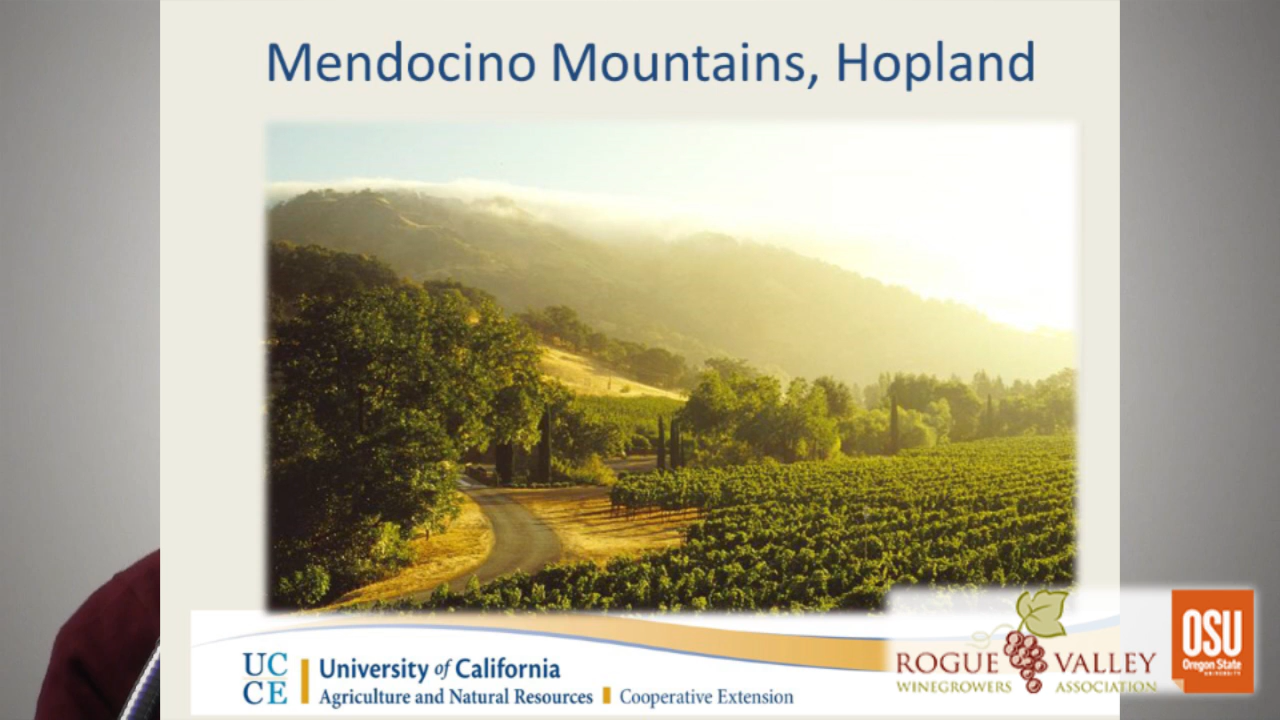 Mendocino Mountains, Hopland
UC
CE
University of California
Agriculture and Natural Resources
Cooperative Extension
ROGUE VALLEY
WINEGROWERS ASSOCIATION
OSU
Oregon State
UNIVERSITY